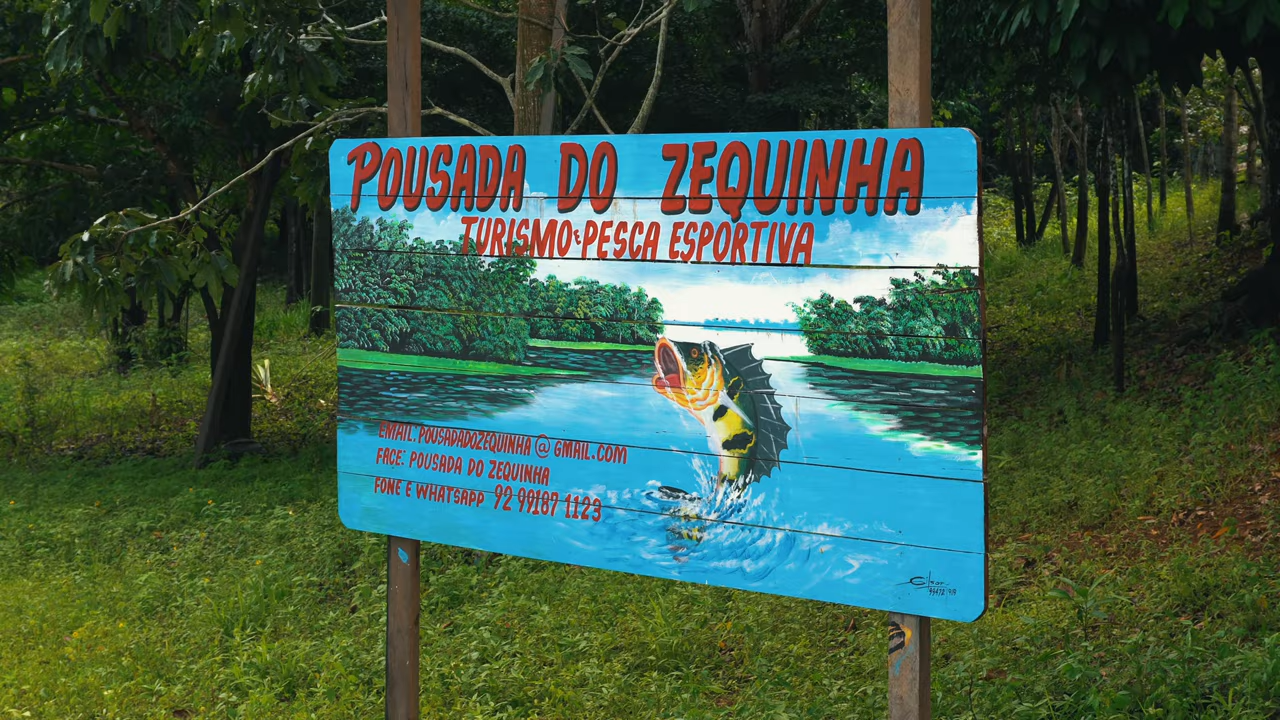 POUSADA DO ZEQUINHA
TURISMO E PESCA ESPORTIVA
EMAIL: POUSADADOZEQUINHA@GMAIL.COM
FACE: POUSADA DO ZEQUINHA
FONE E WHATSAPP 92 99187 1123
Gilson